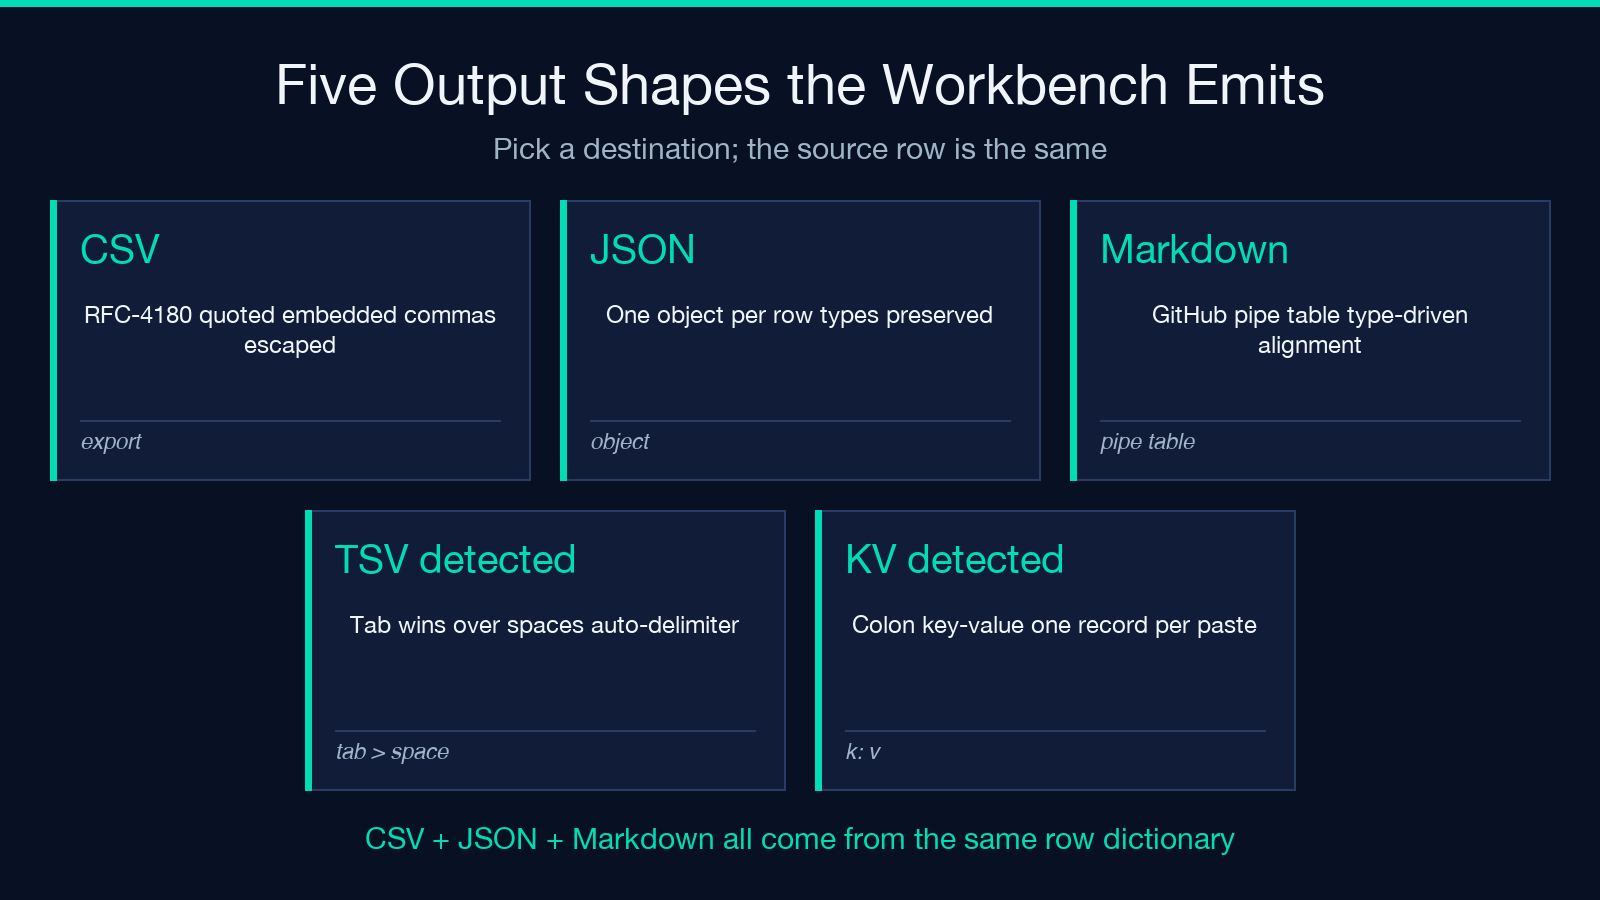 Five Output Shapes the Workbench Emits
Pick a destination; the source row is the same
CSV
RFC-4180 quoted embedded commas
escaped
export
JSON
One object per row types preserved
object
Markdown
GitHub pipe table type-driven
alignment
pipe table
TSV detected
Tab wins over spaces auto-delimiter
tab > space
KV detected
Colon key-value one record per paste
k: v
CSV + JSON + Markdown all come from the same row dictionary